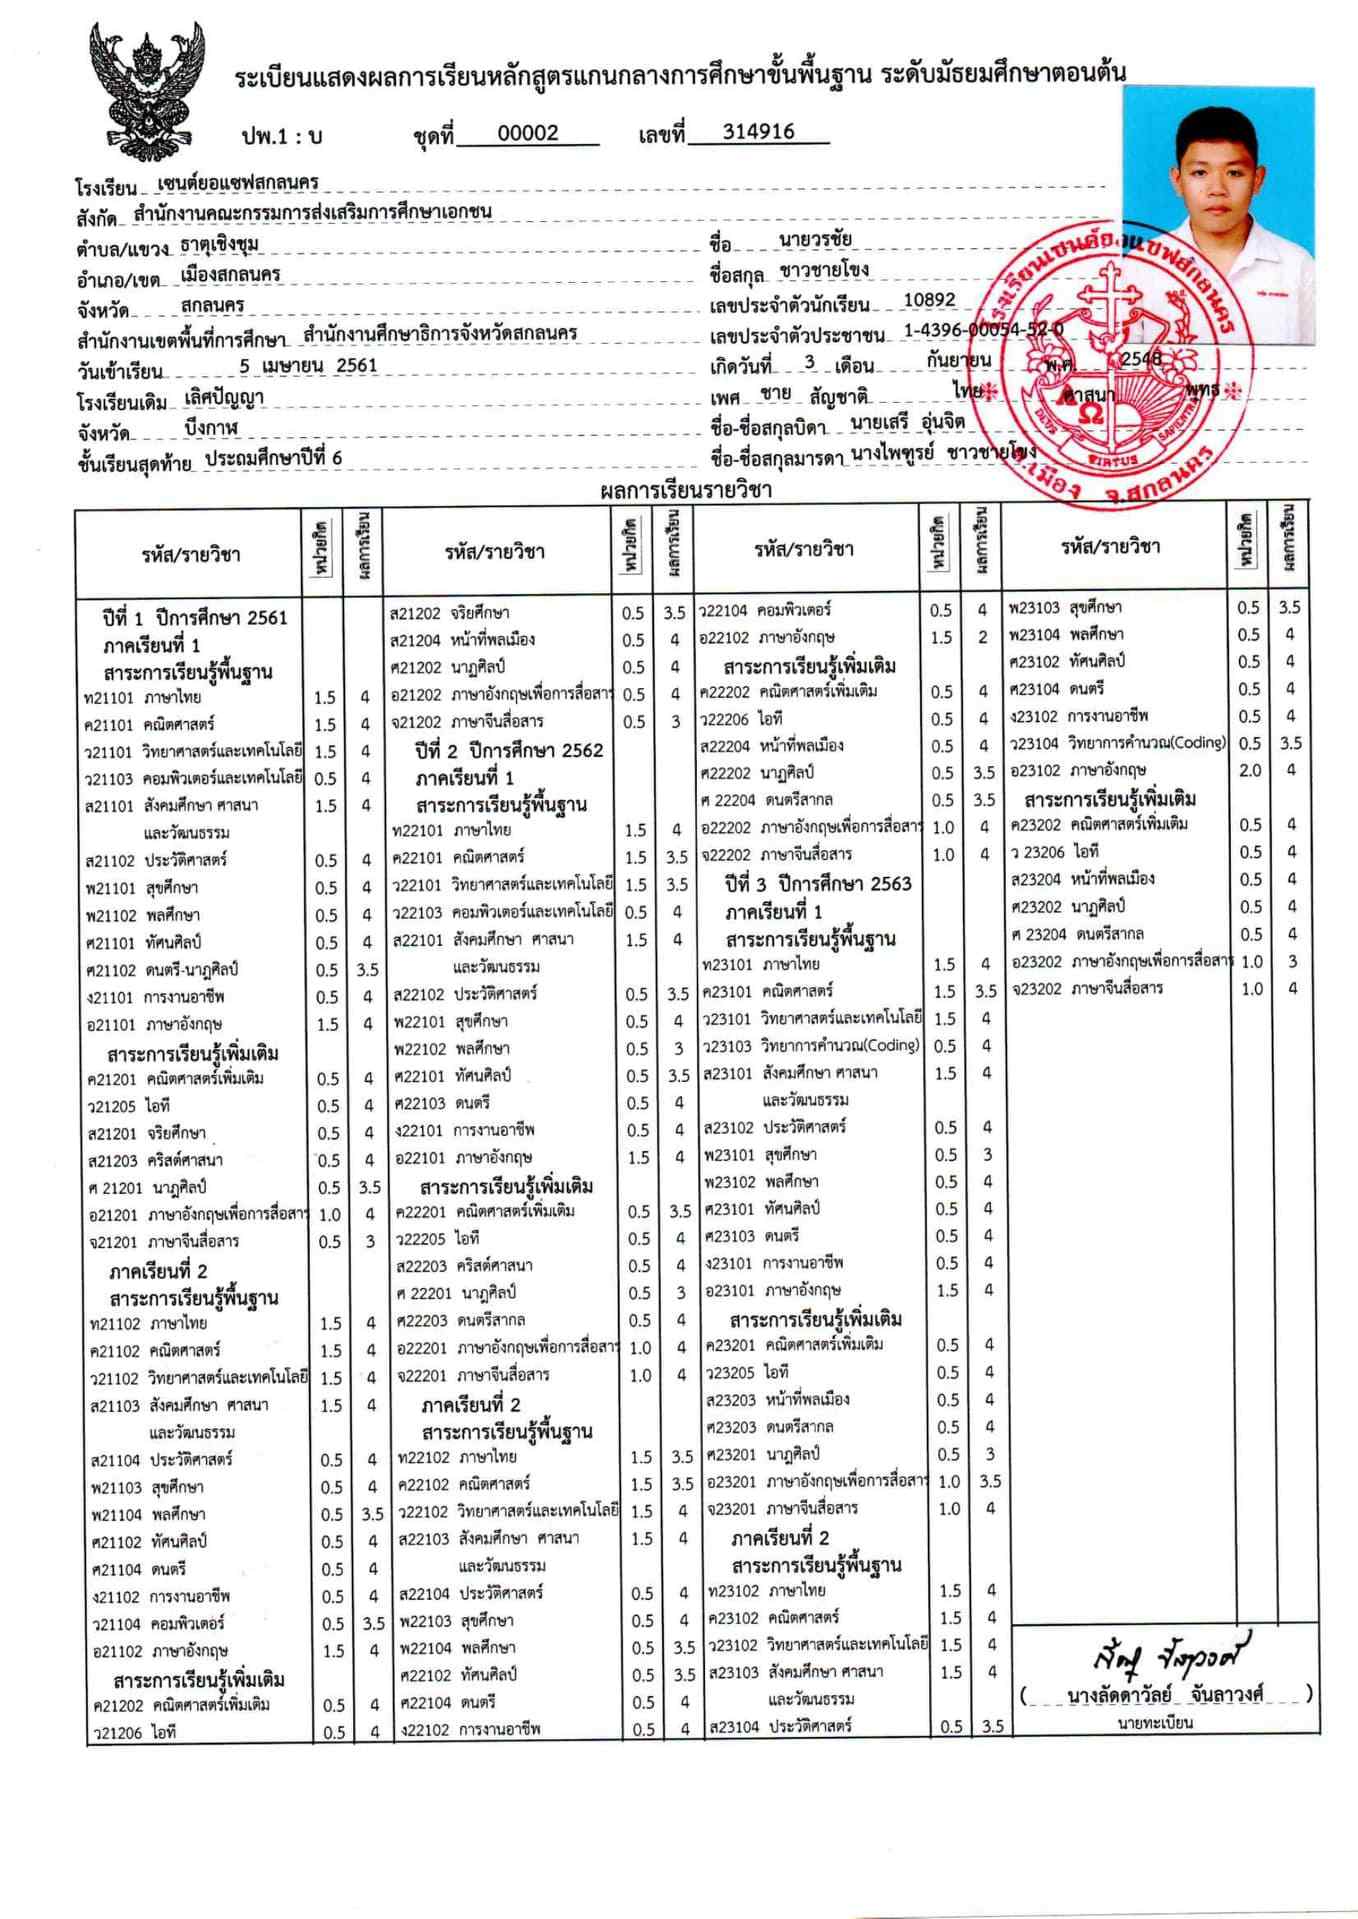 ระเบียนแสดงผลการเรียนหลักสูตรแกนกลางการศึกษาขั้นพื้นฐาน ระดับมัธยมศึกษาตอนต้น
ปพ.1 : บ ชุดที่ 00002 เลขที่ 314916
โรงเรียน เซนต์ยอแซฟสกลนคร
สังกัด สำนักงานคณะกรรมการส่งเสริมการศึกษาเอกชน
ตำบล/แขวง ธาตุเชิงชุม
อำเภอ/เขต เมืองสกลนคร
จังหวัด สกลนคร
สำนักงานเขตพื้นที่การศึกษา สำนักงานศึกษาธิการจังหวัดสกลนคร
วันเข้าเรียน 5 เมษายน 2561
โรงเรียนเดิม เลิศปัญญา
จังหวัด บึงกาฬ
ชั้นเรียนสุดท้าย ประถมศึกษาปีที่ 6
ชื่อ นายวรชัย
ชื่อสกุล ชาวชายโขง
เลขประจำตัวนักเรียน 10892
เลขประจำตัวประชาชน 1-4396-00054-52-0
เกิดวันที่ 3 เดือน กันยายน พ.ศ. 2548
เพศ ชาย สัญชาติ ไทย ศาสนา พุทธ
ชื่อ-ชื่อสกุลบิดา นายเสรี อุ่นจิต
ชื่อ-ชื่อสกุลมารดา นางไพฑูรย์ ชาวชายโขง
โรงเรียนเซนต์ยอแซฟสกลนคร
อ.เมือง จ.สกลนคร
VIRTUS
ผลการเรียนรายวิชา
รหัส/รายวิชา หน่วยกิต ผลการเรียน
ปีที่ 1 ปีการศึกษา 2561
ภาคเรียนที่ 1
สาระการเรียนรู้พื้นฐาน
ท21101 ภาษาไทย 1.5 4
ค21101 คณิตศาสตร์ 1.5 4
ว21101 วิทยาศาสตร์และเทคโนโลยี 1.5 4
ว21103 คอมพิวเตอร์และเทคโนโลยี 0.5 4
ส21101 สังคมศึกษา ศาสนา 1.5 4
และวัฒนธรรม
ส21102 ประวัติศาสตร์ 0.5 4
พ21101 สุขศึกษา 0.5 4
พ21102 พลศึกษา 0.5 4
ศ21101 ทัศนศิลป์ 0.5 4
ศ21102 ดนตรี-นาฎศิลป์ 0.5 3.5
ง21101 การงานอาชีพ 0.5 4
อ21101 ภาษาอังกฤษ 1.5 4
สาระการเรียนรู้เพิ่มเติม
ค21201 คณิตศาสตร์เพิ่มเติม 0.5 4
ว21205 ไอที 0.5 4
ส21201 จริยศึกษา 0.5 4
ส21203 คริสต์ศาสนา 0.5 4
ศ 21201 นาฎศิลป์ 0.5 3.5
อ21201 ภาษาอังกฤษเพื่อการสื่อสาร 1.0 4
จ21201 ภาษาจีนสื่อสาร 0.5 3
ภาคเรียนที่ 2
สาระการเรียนรู้พื้นฐาน
ท21102 ภาษาไทย 1.5 4
ค21102 คณิตศาสตร์ 1.5 4
ว21102 วิทยาศาสตร์และเทคโนโลยี 1.5 4
ส21103 สังคมศึกษา ศาสนา 1.5 4
และวัฒนธรรม
ส21104 ประวัติศาสตร์ 0.5 4
พ21103 สุขศึกษา 0.5 4
พ21104 พลศึกษา 0.5 3.5
ศ21102 ทัศนศิลป์ 0.5 4
ศ21104 ดนตรี 0.5 4
ง21102 การงานอาชีพ 0.5 4
ว21104 คอมพิวเตอร์ 0.5 3.5
อ21102 ภาษาอังกฤษ 1.5 4
สาระการเรียนรู้เพิ่มเติม
ค21202 คณิตศาสตร์เพิ่มเติม 0.5 4
ว21206 ไอที 0.5 4
รหัส/รายวิชา หน่วยกิต ผลการเรียน
ส21202 จริยศึกษา 0.5 3.5
ส21204 หน้าที่พลเมือง 0.5 4
ศ21202 นาฏศิลป์ 0.5 4
อ21202 ภาษาอังกฤษเพื่อการสื่อสาร 0.5 4
จ21202 ภาษาจีนสื่อสาร 0.5 3
ปีที่ 2 ปีการศึกษา 2562
ภาคเรียนที่ 1
สาระการเรียนรู้พื้นฐาน
ท22101 ภาษาไทย 1.5 4
ค22101 คณิตศาสตร์ 1.5 3.5
ว22101 วิทยาศาสตร์และเทคโนโลยี 1.5 3.5
ว22103 คอมพิวเตอร์และเทคโนโลยี 0.5 4
ส22101 สังคมศึกษา ศาสนา 1.5 4
และวัฒนธรรม
ส22102 ประวัติศาสตร์ 0.5 3.5
พ22101 สุขศึกษา 0.5 4
พ22102 พลศึกษา 0.5 3
ศ22101 ทัศนศิลป์ 0.5 3.5
ศ22103 ดนตรี 0.5 4
ง22101 การงานอาชีพ 0.5 4
อ22101 ภาษาอังกฤษ 1.5 4
สาระการเรียนรู้เพิ่มเติม
ค22201 คณิตศาสตร์เพิ่มเติม 0.5 3.5
ว22205 ไอที 0.5 4
ส22203 คริสต์ศาสนา 0.5 4
ศ 22201 นาฎศิลป์ 0.5 3
ศ22203 ดนตรีสากล 0.5 4
อ22201 ภาษาอังกฤษเพื่อการสื่อสาร 1.0 4
จ22201 ภาษาจีนสื่อสาร 1.0 4
ภาคเรียนที่ 2
สาระการเรียนรู้พื้นฐาน
ท22102 ภาษาไทย 1.5 3.5
ค22102 คณิตศาสตร์ 1.5 3.5
ว22102 วิทยาศาสตร์และเทคโนโลยี 1.5 4
ส22103 สังคมศึกษา ศาสนา 1.5 4
และวัฒนธรรม
ส22104 ประวัติศาสตร์ 0.5 4
พ22103 สุขศึกษา 0.5 4
พ22104 พลศึกษา 0.5 3.5
ศ22102 ทัศนศิลป์ 0.5 3.5
ศ22104 ดนตรี 0.5 4
ง22102 การงานอาชีพ 0.5 4
รหัส/รายวิชา หน่วยกิต ผลการเรียน
ว22104 คอมพิวเตอร์ 0.5 4
อ22102 ภาษาอังกฤษ 1.5 2
สาระการเรียนรู้เพิ่มเติม
ค22202 คณิตศาสตร์เพิ่มเติม 0.5 4
ว22206 ไอที 0.5 4
ส22204 หน้าที่พลเมือง 0.5 4
ศ22202 นาฏศิลป์ 0.5 3.5
ศ 22204 ดนตรีสากล 0.5 3.5
อ22202 ภาษาอังกฤษเพื่อการสื่อสาร 1.0 4
จ22202 ภาษาจีนสื่อสาร 1.0 4
ปีที่ 3 ปีการศึกษา 2563
ภาคเรียนที่ 1
สาระการเรียนรู้พื้นฐาน
ท23101 ภาษาไทย 1.5 4
ค23101 คณิตศาสตร์ 1.5 3.5
ว23101 วิทยาศาสตร์และเทคโนโลยี 1.5 4
ว23103 วิทยาการคำนวณ(Coding) 0.5 4
ส23101 สังคมศึกษา ศาสนา 1.5 4
และวัฒนธรรม
ส23102 ประวัติศาสตร์ 0.5 4
พ23101 สุขศึกษา 0.5 3
พ23102 พลศึกษา 0.5 4
ศ23101 ทัศนศิลป์ 0.5 4
ศ23103 ดนตรี 0.5 4
ง23101 การงานอาชีพ 0.5 4
อ23101 ภาษาอังกฤษ 1.5 4
สาระการเรียนรู้เพิ่มเติม
ค23201 คณิตศาสตร์เพิ่มเติม 0.5 4
ว23205 ไอที 0.5 4
ส23203 หน้าที่พลเมือง 0.5 4
ศ23203 ดนตรีสากล 0.5 4
ศ23201 นาฎศิลป์ 0.5 3
อ23201 ภาษาอังกฤษเพื่อการสื่อสาร 1.0 3.5
จ23201 ภาษาจีนสื่อสาร 1.0 4
ภาคเรียนที่ 2
สาระการเรียนรู้พื้นฐาน
ท23102 ภาษาไทย 1.5 4
ค23102 คณิตศาสตร์ 1.5 4
ว23102 วิทยาศาสตร์และเทคโนโลยี 1.5 4
ส23103 สังคมศึกษา ศาสนา 1.5 4
และวัฒนธรรม
ส23104 ประวัติศาสตร์ 0.5 3.5
รหัส/รายวิชา หน่วยกิต ผลการเรียน
พ23103 สุขศึกษา 0.5 3.5
พ23104 พลศึกษา 0.5 4
ศ23102 ทัศนศิลป์ 0.5 4
ศ23104 ดนตรี 0.5 4
ง23102 การงานอาชีพ 0.5 4
ว23104 วิทยาการคำนวณ(Coding) 0.5 3.5
อ23102 ภาษาอังกฤษ 2.0 4
สาระการเรียนรู้เพิ่มเติม
ค23202 คณิตศาสตร์เพิ่มเติม 0.5 4
ว 23206 ไอที 0.5 4
ส23204 หน้าที่พลเมือง 0.5 4
ศ23202 นาฏศิลป์ 0.5 4
ศ 23204 ดนตรีสากล 0.5 4
อ23202 ภาษาอังกฤษเพื่อการสื่อสาร 1.0 3
จ23202 ภาษาจีนสื่อสาร 1.0 4
( นางลัดดาวัลย์ จันลาวงศ์ )
นายทะเบียน